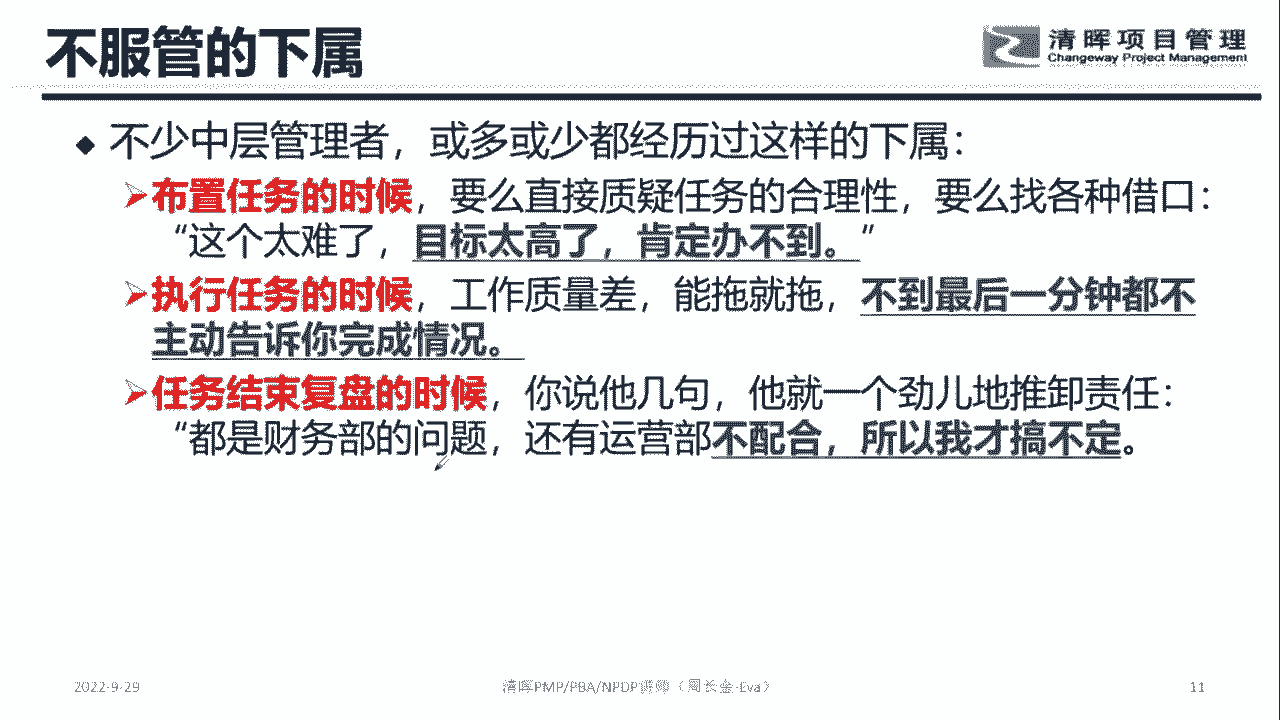 不服管的下属
清晖项目管理
Changeway Project Management
◆ 不少中层管理者，或多或少都经历过这样的下属：
➢布置任务的时候，要么直接质疑任务的合理性，要么找各种借口：
“这个太难了，目标太高了，肯定办不到。”
➢执行任务的时候，工作质量差，能拖就拖，不到最后一分钟都不
主动告诉你完成情况。
➢任务结束复盘的时候，你说他几句，他就一个劲儿地推卸责任：
“都是财务部的问题，还有运营部不配合，所以我才搞不定。
2022-9-29
清晖PMP/PBA/NPDP讲师（周长金-Eva）
11